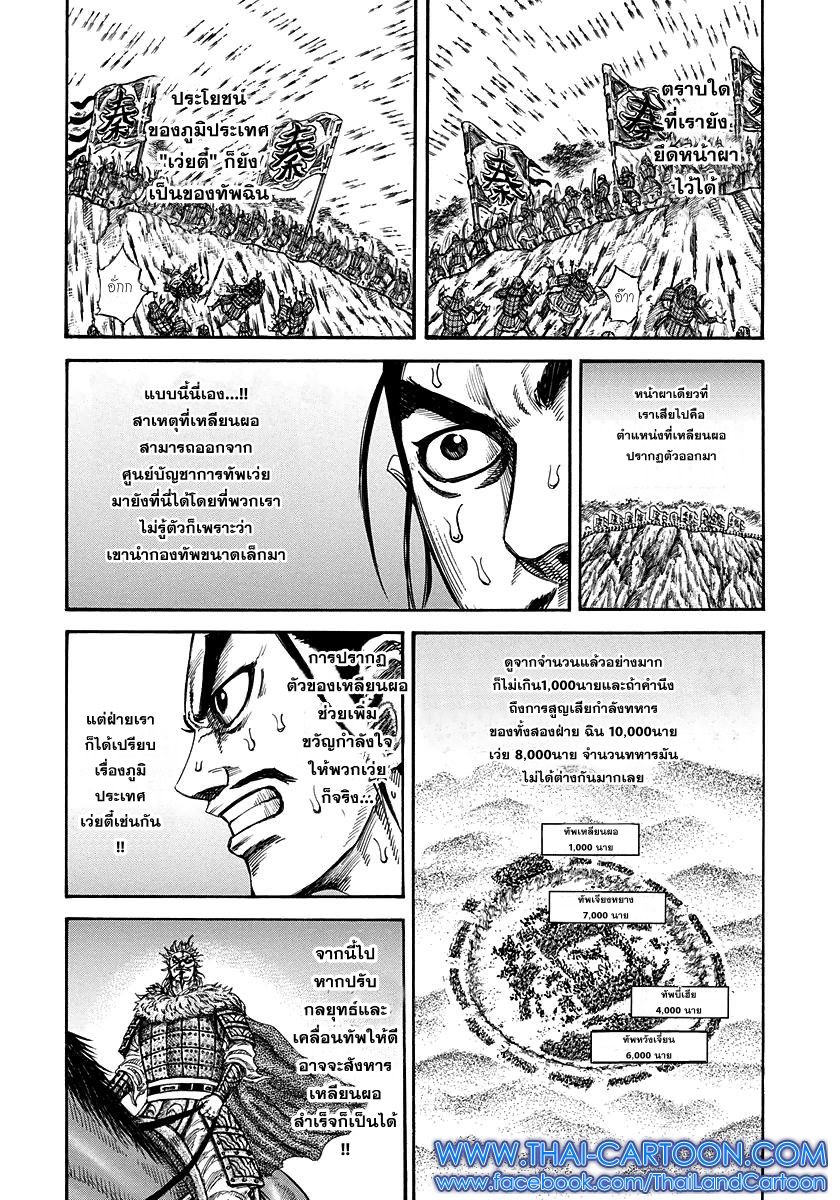 ตราบใด
ที่เรายัง
ยึดหน้าผา
ไว้ได้
秦
秦
อ๊าา
ประโยชน์
ของภูมิประเทศ
"เว่ยตี้" ก็ยัง
เป็นของทัพฉิน
秦
秦
อั่กก
หน้าผาเดียวที่
เราเสียไปคือ
ตำแหน่งที่เหลียนผอ
ปรากฏตัวออกมา
แบบนี้นี่เอง...!!
สาเหตุที่เหลียนผอ
สามารถออกจาก
ศูนย์บัญชาการทัพเว่ย
มายังที่นี่ได้โดยที่พวกเรา
ไม่รู้ตัวก็เพราะว่า
เขานำกองทัพขนาดเล็กมา
ดูจากจำนวนแล้วอย่างมาก
ก็ไม่เกิน1,000นายและถ้าคำนึง
ถึงการสูญเสียกำลังทหาร
ของทั้งสองฝ่าย ฉิน 10,000นาย
เว่ย 8,000นาย จำนวนทหารมัน
ไม่ได้ต่างกันมากเลย
ทัพเหลียนผอ
1,000 นาย
ทัพเจียงหยาง
7,000 นาย
ทัพบี่เฮีย
4,000 นาย
ทัพหวังเจี๋ยน
6,000 นาย
การปรากฏ
ตัวของเหลียนผอ
ช่วยเพิ่ม
ขวัญกำลังใจ
ให้พวกเว่ย
ก็จริง...
แต่ฝ่ายเรา
ก็ได้เปรียบ
เรื่องภูมิ
ประเทศ
เว่ยตี้เช่นกัน
!!
จากนี้ไป
หากปรับ
กลยุทธ์และ
เคลื่อนทัพให้ดี
อาจจะสังหาร
เหลียนผอ
สำเร็จก็เป็นได้
!!
WWW.THAI-CARTOON.COM
www.facebook.com/ThaiLandCartoon